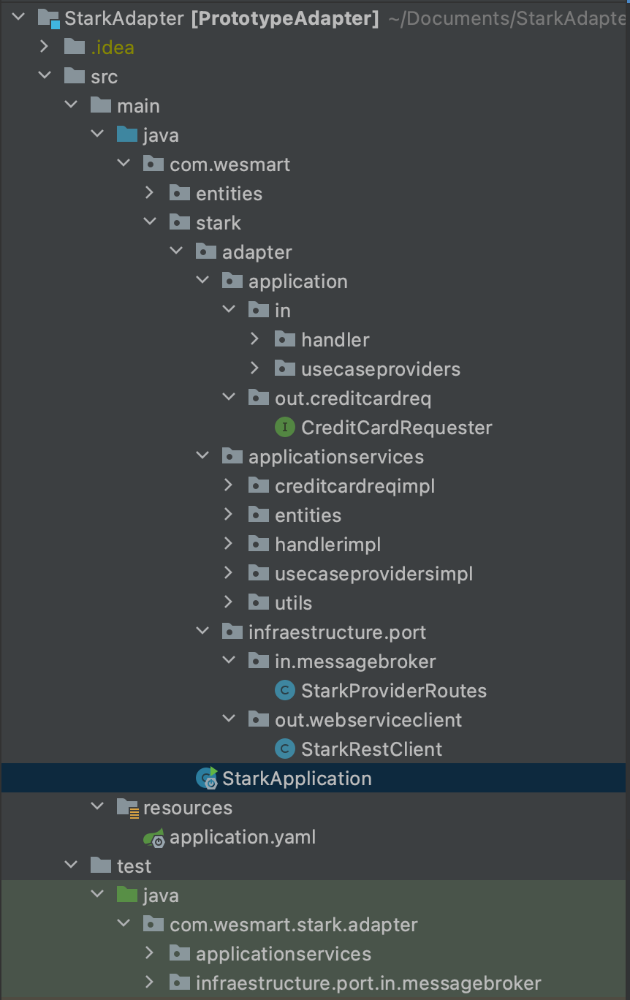 StarkAdapter [PrototypeAdapter] ~/Documents/StarkAdapte
.idea
src
main
java
com.wesmart
entities
stark
adapter
application
in
handler
usecaseproviders
out.creditcardreq
I CreditCardRequester
applicationservices
creditcardreqimpl
entities
handlerimpl
usecaseprovidersimpl
utils
infraestructure.port
in.messagebroker
C StarkProviderRoutes
out.webserviceclient
C StarkRestClient
C StarkApplication
resources
application.yaml
test
java
com.wesmart.stark.adapter
applicationservices
infraestructure.port.in.messagebroker